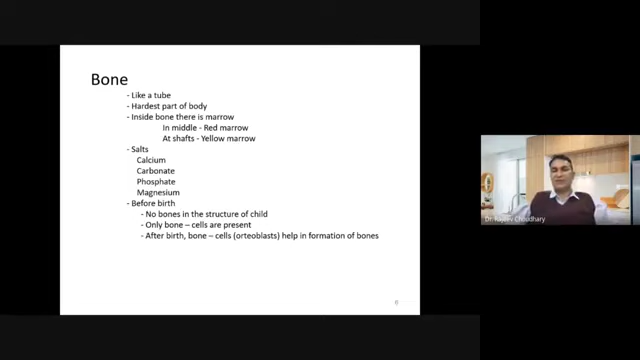 Bone
- Like a tube
- Hardest part of body
- Inside bone there is marrow
In middle - Red marrow
At shafts - Yellow marrow
- Salts
Calcium
Carbonate
Phosphate
Magnesium
- Before birth
- No bones in the structure of child
- Only bone – cells are present
- After birth, bone – cells (orteoblasts) help in formation of bones
Dr. Rajeev Choudhary